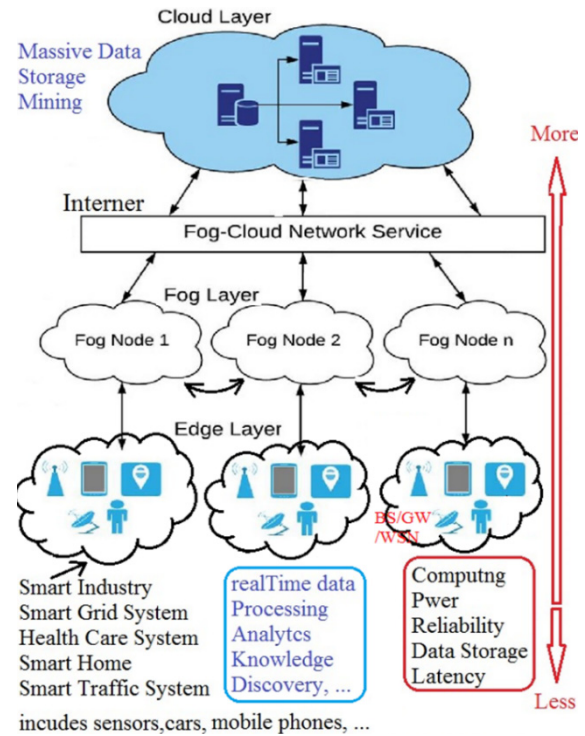 Cloud Layer
Massive Data
Storage
Mining
More
Interner
Fog-Cloud Network Service
Fog Layer
Fog Node 1
Fog Node 2
Fog Node n
Edge Layer
BS/GW
/WSN
Smart Industry
Smart Grid System
Health Care System
Smart Home
Smart Traffic System
incudes sensors,cars, mobile phones, ...
realTime data
Processing
Analytcs
Knowledge
Discovery, ...
Computng
Pwer
Reliability
Data Storage
Latency
Less